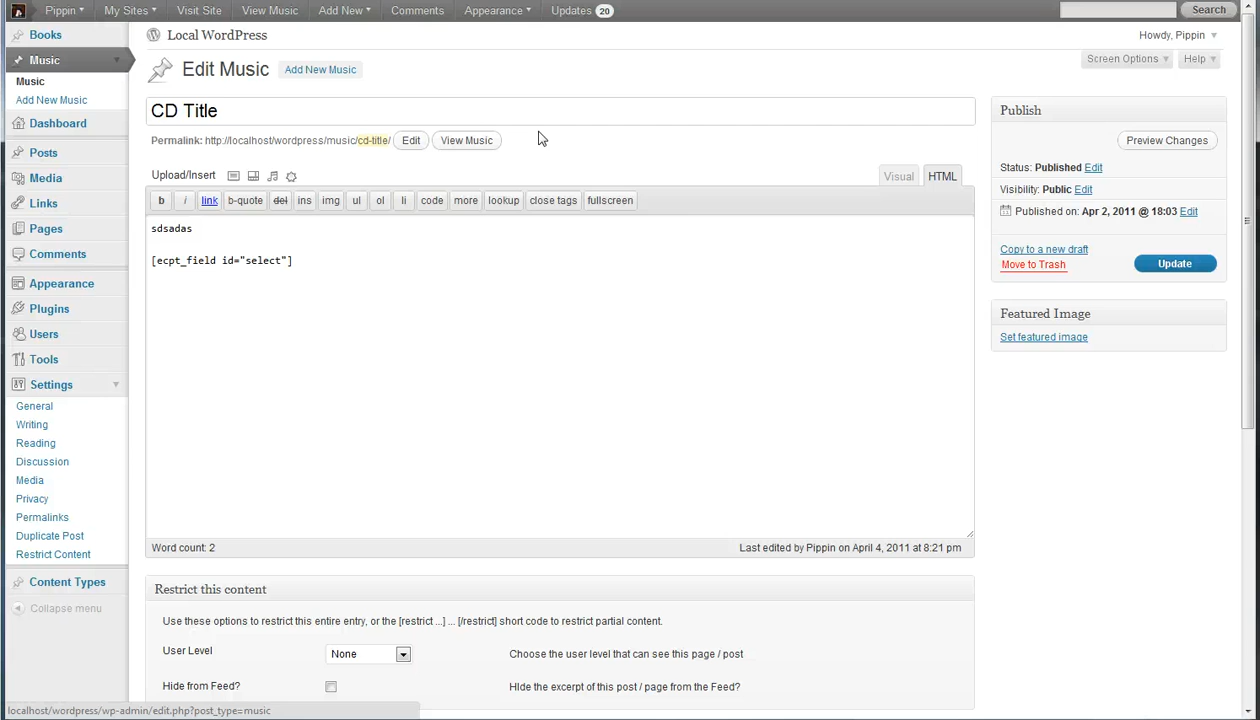 Pippin My Sites Visit Site View Music Add New Comments Appearance Updates 20 Search
Books
Music
Music
Add New Music
Dashboard
Posts
Media
Links
Pages
Comments
Appearance
Plugins
Users
Tools
Settings
General
Writing
Reading
Discussion
Media
Privacy
Permalinks
Duplicate Post
Restrict Content
Content Types
Collapse menu
Local WordPress
Howdy, Pippin
Screen Options Help
Edit Music Add New Music
CD Title
Permalink: http://localhost/wordpress/music/cd-title/ Edit View Music
Upload/Insert Visual HTML
b i link b-quote del ins img ul ol li code more lookup close tags fullscreen
sdsadas
[ecpt_field id="select"]
Word count: 2 Last edited by Pippin on April 4, 2011 at 8:21 pm
Restrict this content
Use these options to restrict this entire entry, or the [restrict ...] ... [/restrict] short code to restrict partial content.
User Level None Choose the user level that can see this page / post
Hide from Feed? HIde the excerpt of this post / page from the Feed?
Publish
Preview Changes
Status: Published Edit
Visibility: Public Edit
Published on: Apr 2, 2011 @ 18:03 Edit
Copy to a new draft
Move to Trash Update
Featured Image
Set featured image
localhost/wordpress/wp-admin/edit.php?post_type=music